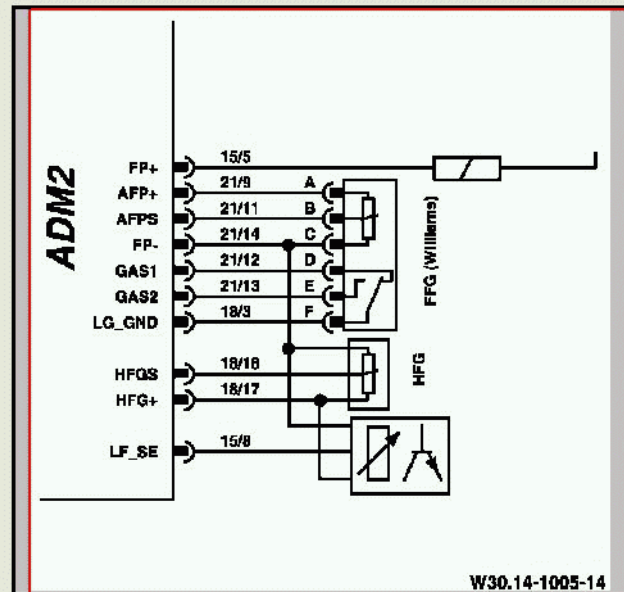 ADM2
FP+ 15/5
AFP+ 21/9 A
AFPS 21/11 B
FP- 21/14 C
GAS1 21/12 D
GAS2 21/13 E
LG_GND 18/3 F
FFG (Williams)
HFGS 18/18
HFG+ 18/17
HFG
LF_SE 15/8
W30.14-1005-14